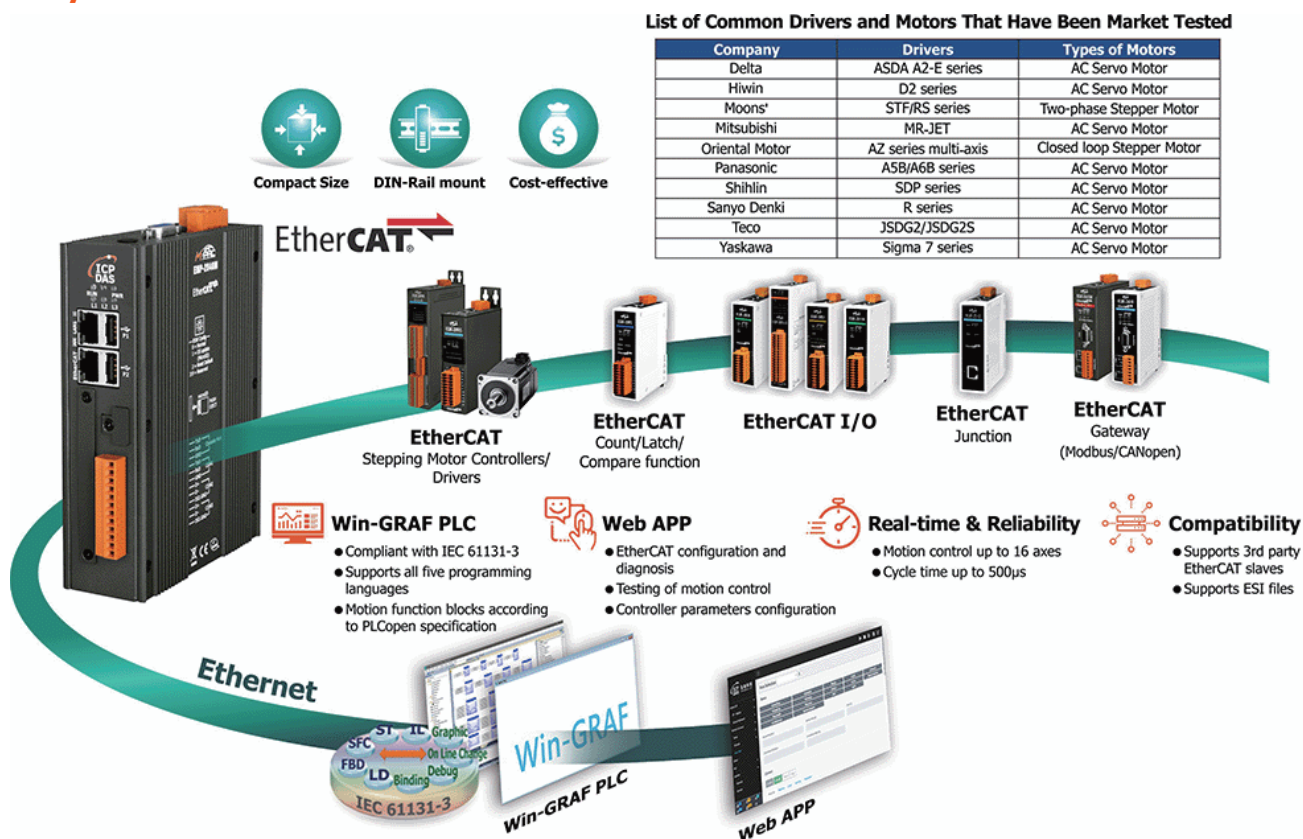 List of Common Drivers and Motors That Have Been Market Tested
Company Drivers Types of Motors
Delta ASDA A2-E series AC Servo Motor
Hiwin D2 series AC Servo Motor
Moons' STF/RS series Two-phase Stepper Motor
Mitsubishi MR-JET AC Servo Motor
Oriental Motor AZ series multi-axis Closed loop Stepper Motor
Panasonic A5B/A6B series AC Servo Motor
Shihlin SDP series AC Servo Motor
Sanyo Denki R series AC Servo Motor
Teco JSDG2/JSDG2S AC Servo Motor
Yaskawa Sigma 7 series AC Servo Motor
Compact Size
DIN-Rail mount
Cost-effective
EtherCAT®
ICP
DAS
RUN PWR
L1 L2 L3
EtherCAT
P1
P2
EtherCAT
Stepping Motor Controllers/
Drivers
EtherCAT
Count/Latch/
Compare function
EtherCAT I/O
EtherCAT
Junction
EtherCAT
Gateway
(Modbus/CANopen)
Win-GRAF PLC
● Compliant with IEC 61131-3
● Supports all five programming
languages
● Motion function blocks according
to PLCopen specification
Web APP
● EtherCAT configuration and
diagnosis
● Testing of motion control
● Controller parameters configuration
Real-time & Reliability
● Motion control up to 16 axes
● Cycle time up to 500μs
Compatibility
● Supports 3rd party
EtherCAT slaves
● Supports ESI files
Ethernet
ST IL Graphic
SFC On Line Change
FBD LD Binding Debug
IEC 61131-3
Win-GRAF
Win-GRAF PLC
Web APP